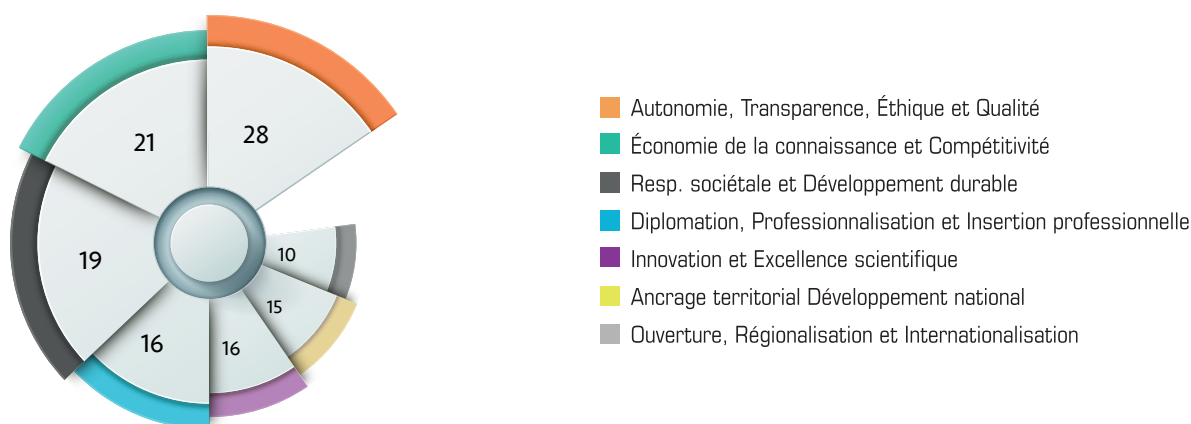 28
21
19
16
16
15
10
Autonomie, Transparence, Éthique et Qualité
Économie de la connaissance et Compétitivité
Resp. sociétale et Développement durable
Diplomation, Professionnalisation et Insertion professionnelle
Innovation et Excellence scientifique
Ancrage territorial Développement national
Ouverture, Régionalisation et Internationalisation